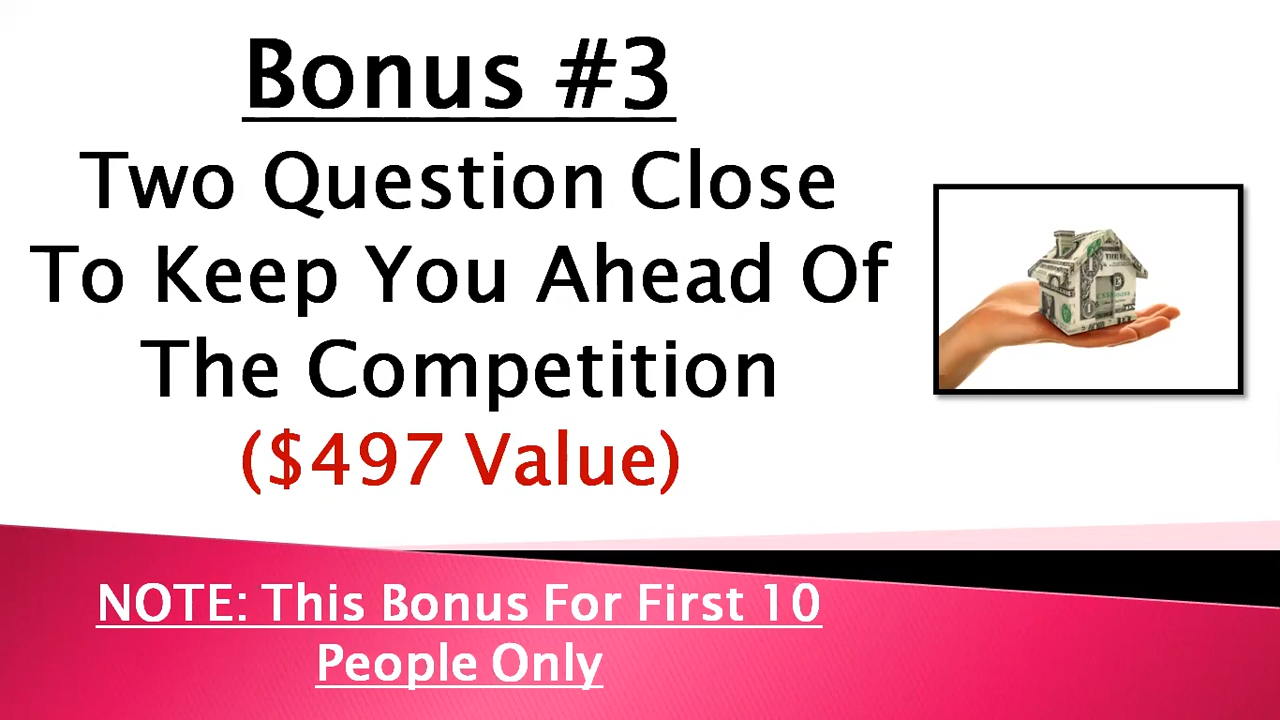 Bonus #3
Two Question Close
To Keep You Ahead Of
The Competition
($497 Value)
NOTE: This Bonus For First 10
People Only